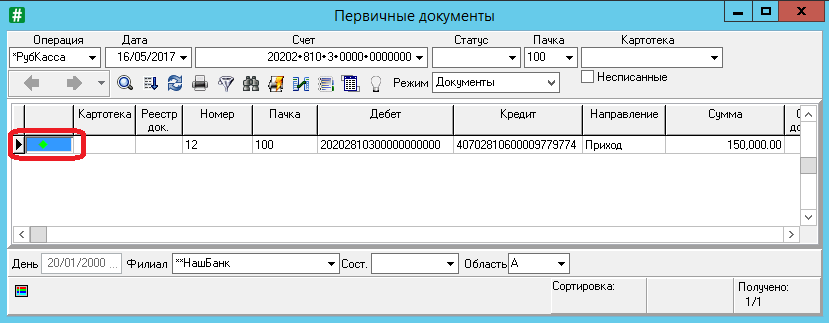 Первичные документы
Операция Дата Счет Статус Пачка Картотека
*РубКасса 16/05/2017 20202•810•3•0000•0000000 100
Режим Документы Несписанные
Картотека Реестр док. Номер Пачка Дебет Кредит Направление Сумма
12 100 20202810300000000000 40702810600009779774 Приход 150,000.00
День 20/01/2000 ... Филиал **НашБанк Сост. Область А
Сортировка: Получено:
1/1